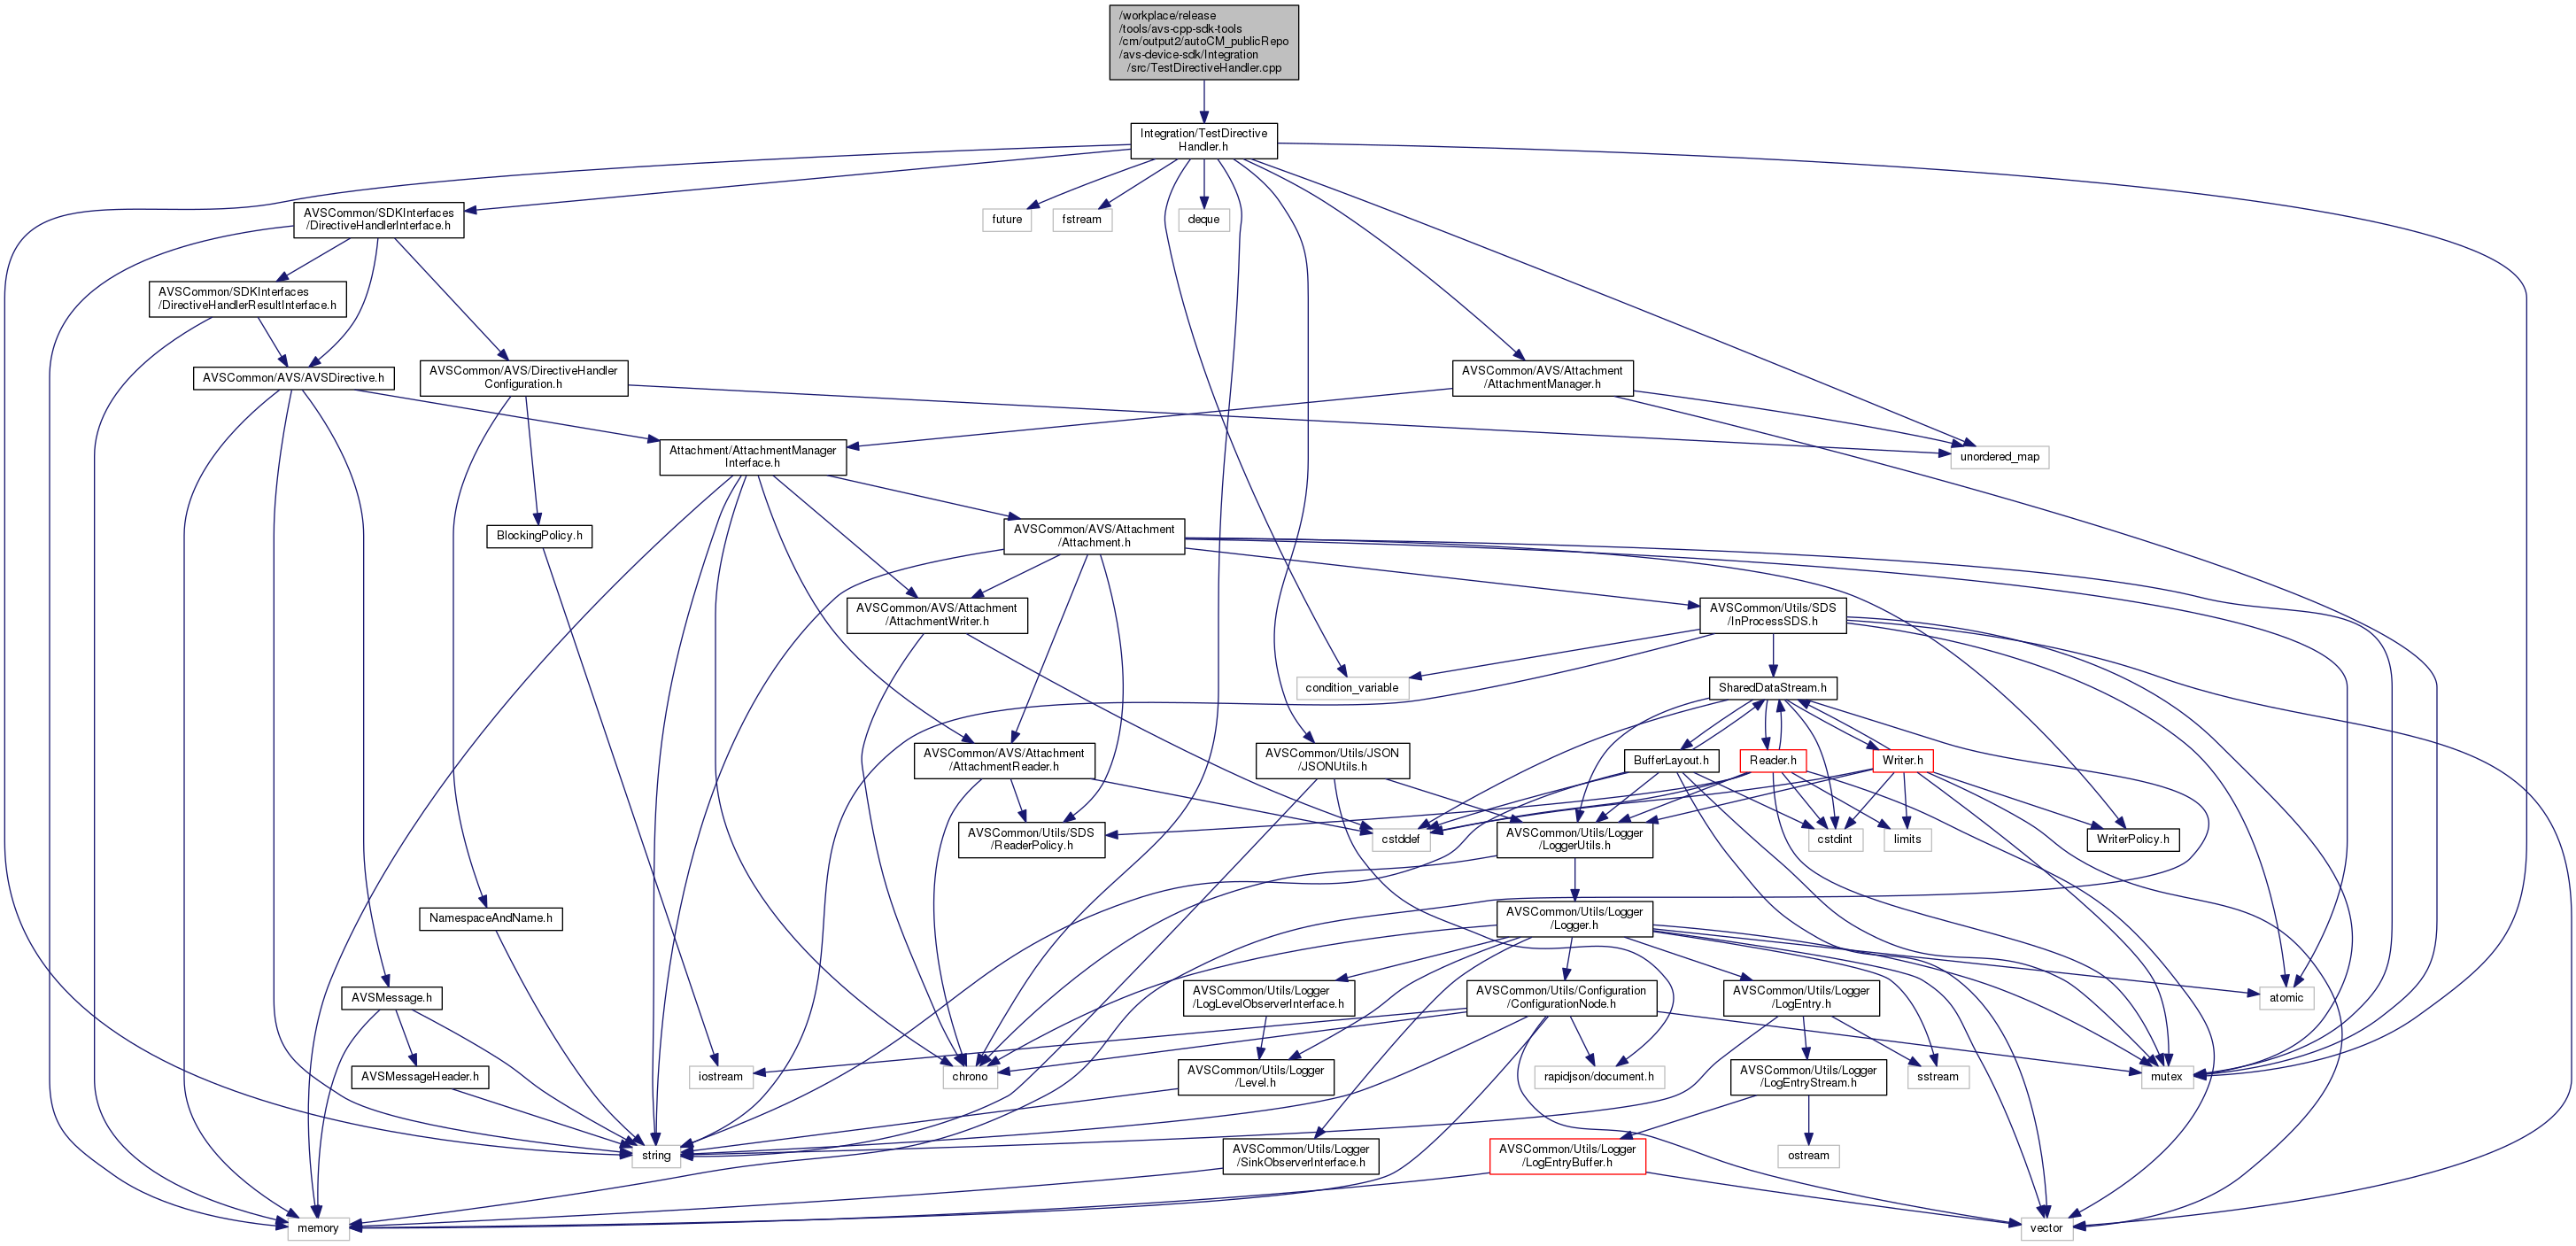 /workplace/release
/tools/avs-cpp-sdk-tools
/cm/output2/autoCM_publicRepo
/avs-device-sdk/Integration
/src/TestDirectiveHandler.cpp
Integration/TestDirective
Handler.h
AVSCommon/SDKInterfaces
/DirectiveHandlerInterface.h
future
fstream
deque
AVSCommon/SDKInterfaces
/DirectiveHandlerResultInterface.h
AVSCommon/AVS/AVSDirective.h
AVSCommon/AVS/DirectiveHandler
Configuration.h
AVSCommon/AVS/Attachment
/AttachmentManager.h
Attachment/AttachmentManager
Interface.h
unordered_map
BlockingPolicy.h
AVSCommon/AVS/Attachment
/Attachment.h
AVSCommon/AVS/Attachment
/AttachmentWriter.h
AVSCommon/Utils/SDS
/InProcessSDS.h
condition_variable
SharedDataStream.h
AVSCommon/AVS/Attachment
/AttachmentReader.h
AVSCommon/Utils/JSON
/JSONUtils.h
BufferLayout.h
Reader.h
Writer.h
AVSCommon/Utils/SDS
/ReaderPolicy.h
cstddef
AVSCommon/Utils/Logger
/LoggerUtils.h
cstdint
limits
WriterPolicy.h
NamespaceAndName.h
AVSCommon/Utils/Logger
/Logger.h
AVSMessage.h
AVSCommon/Utils/Logger
/LogLevelObserverInterface.h
AVSCommon/Utils/Configuration
/ConfigurationNode.h
AVSCommon/Utils/Logger
/LogEntry.h
atomic
AVSMessageHeader.h
iostream
chrono
AVSCommon/Utils/Logger
/Level.h
rapidjson/document.h
AVSCommon/Utils/Logger
/LogEntryStream.h
sstream
mutex
string
AVSCommon/Utils/Logger
/SinkObserverInterface.h
AVSCommon/Utils/Logger
/LogEntryBuffer.h
ostream
memory
vector